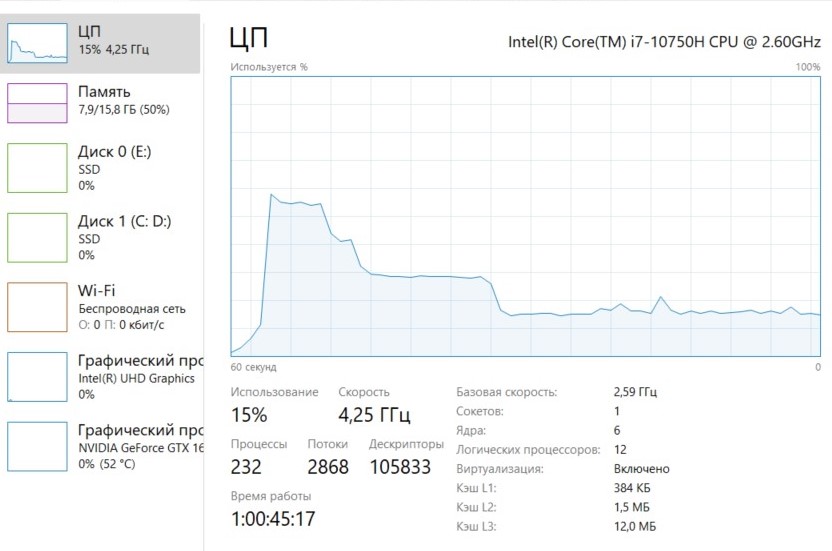 ЦП
15% 4,25 ГГц
Память
7,9/15,8 ГБ (50%)
Диск 0 (E:)
SSD
0%
Диск 1 (C: D:)
SSD
0%
Wi-Fi
Беспроводная сеть
О: 0 П: 0 кбит/с
Графический прс
Intel(R) UHD Graphics
0%
Графический прс
NVIDIA GeForce GTX 16
0% (52 °C)
ЦП
Intel(R) Core(TM) i7-10750H CPU @ 2.60GHz
Используется %
100%
60 секунд
0
Использование
Скорость
15%
4,25 ГГц
Процессы
Потоки
Дескрипторы
232
2868
105833
Время работы
1:00:45:17
Базовая скорость: 2,59 ГГц
Сокетов: 1
Ядра: 6
Логических процессоров: 12
Виртуализация: Включено
Кэш L1: 384 КБ
Кэш L2: 1,5 МБ
Кэш L3: 12,0 МБ